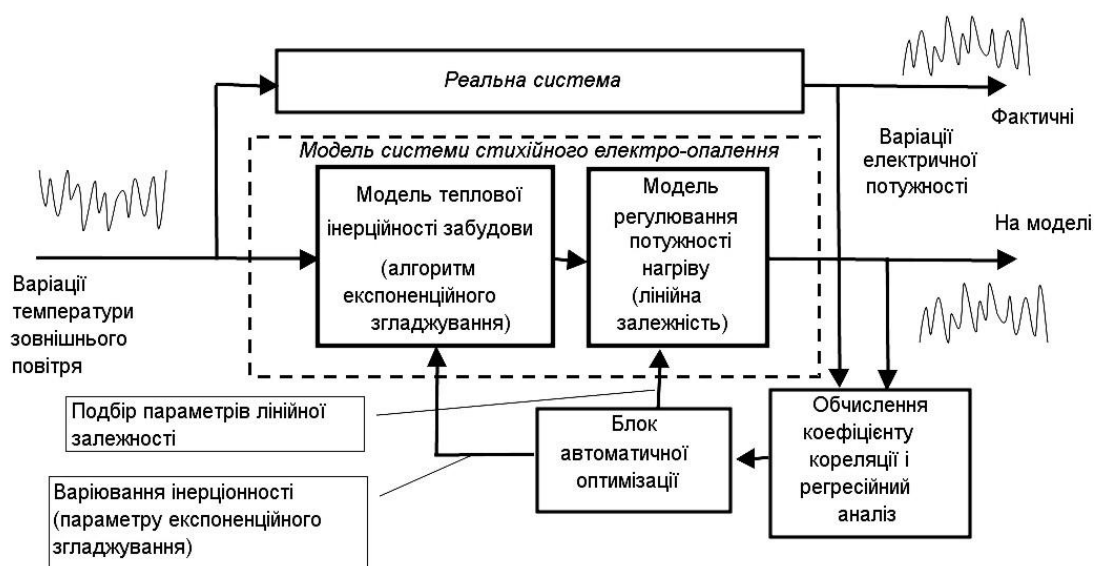 Реальна система
Фактичні
Варіації
електричної
потужності
Модель системи стихійного електро-опалення
Модель теплової
інерційності забудови
(алгоритм
експоненційного
згладжування)
Модель
регулювання
потужності
нагріву
(лінійна
залежність)
На моделі
Варіації
температури
зовнішнього
повітря
Подбір параметрів лінійної
залежності
Блок
автоматичної
оптимізації
Обчислення
коефіцієнту
кореляції і
регресійний
аналіз
Варіювання інерціонності
(параметру експоненційного
згладжування)